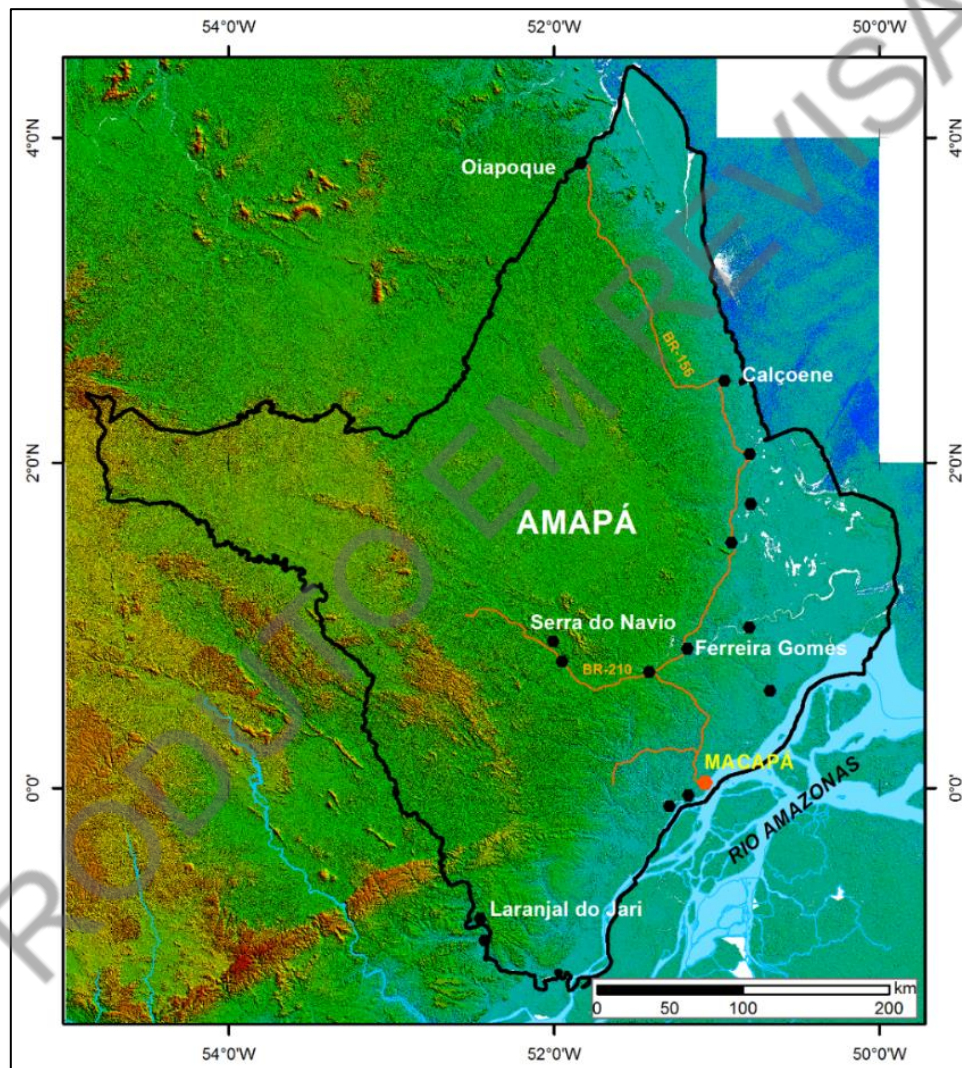 54°0'W
52°0'W
50°0'W
4°0'N
4°0'N
Oiapoque
BR-156
Calçoene
2°0'N
2°0'N
AMAPÁ
Serra do Navio
Ferreira Gomes
BR-210
MACAPÁ
0°0'
0°0'
RIO AMAZONAS
Laranjal do Jari
km
0
50
100
200
54°0'W
52°0'W
50°0'W
RODUTO EM REVISA